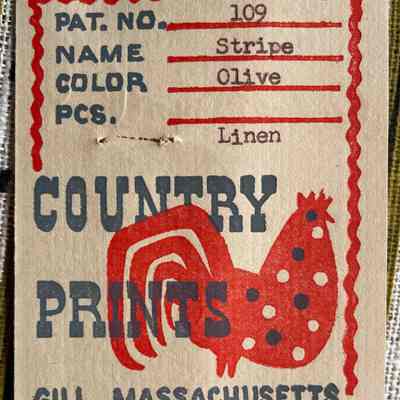 PAT. NO. 109
NAME Stripe
COLOR Olive
PCS.
Linen
COUNTRY
PRINTS
GILL, MASSACHUSETTS